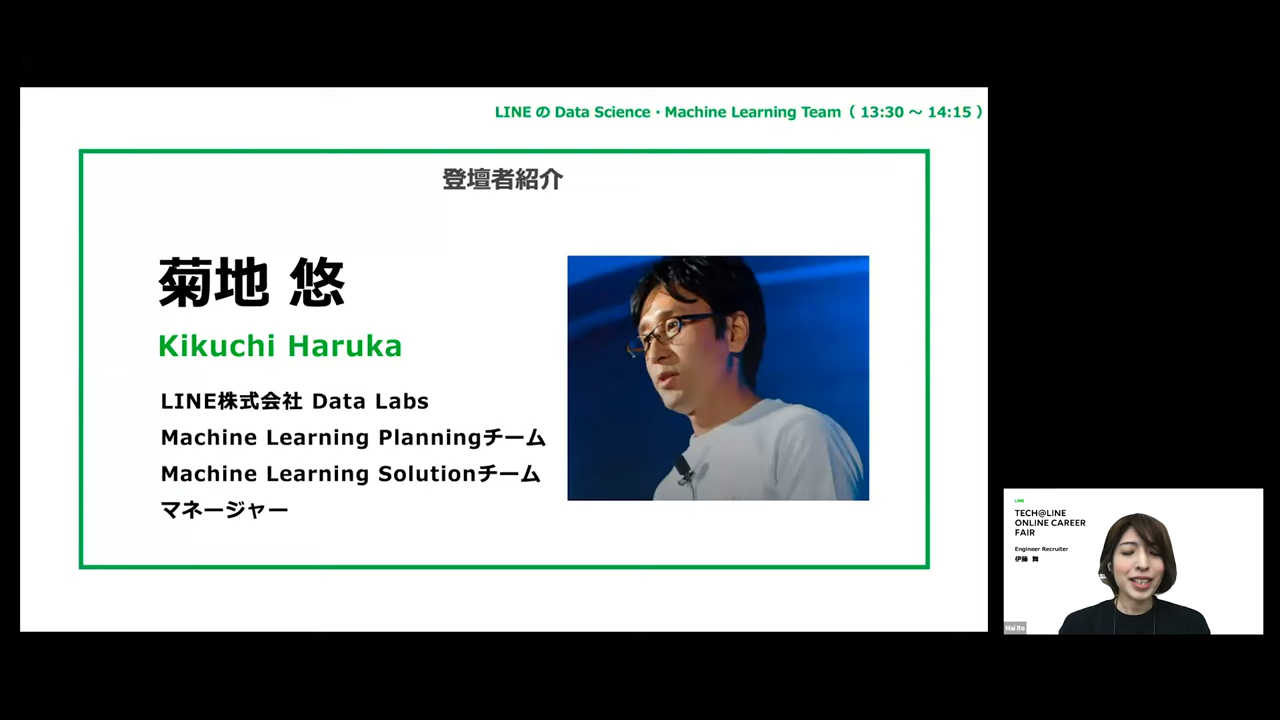 LINE の Data Science・Machine Learning Team（ 13:30 〜 14:15 ）
登壇者紹介
菊地 悠
Kikuchi Haruka
LINE株式会社 Data Labs
Machine Learning Planningチーム
Machine Learning Solutionチーム
マネージャー
LINE
TECH@LINE
ONLINE CAREER
FAIR
Engineer Recruiter
伊藤 舞
Mai Ito